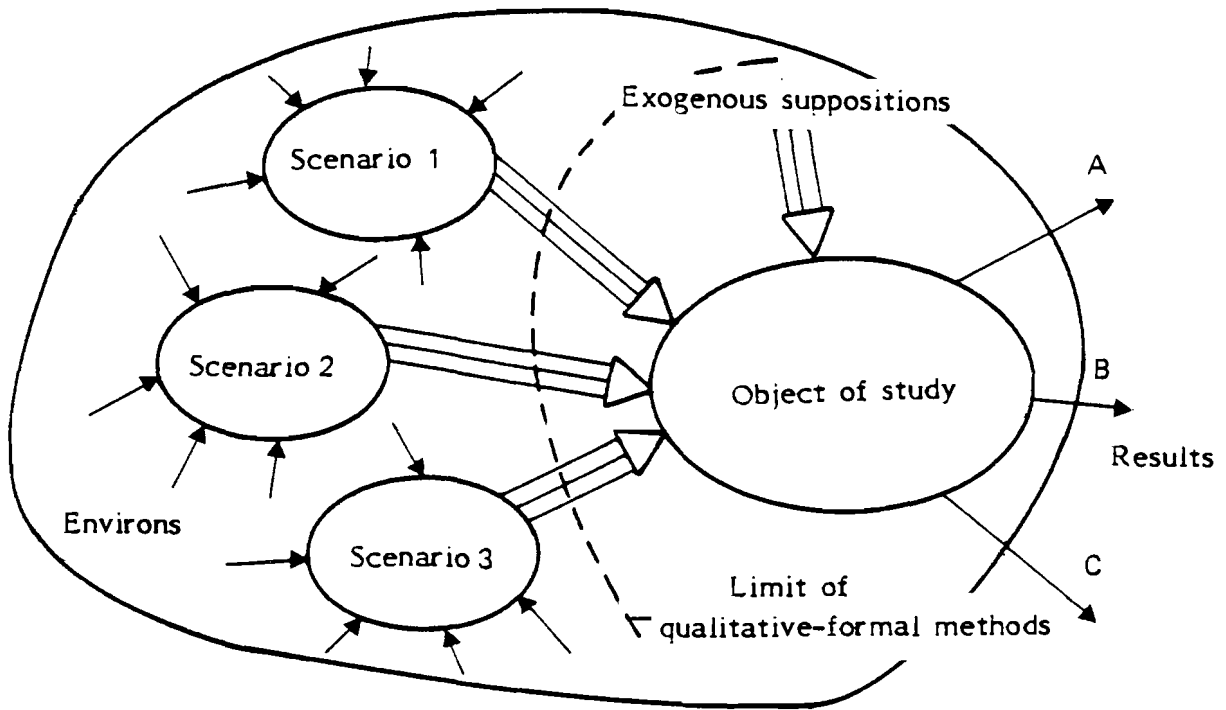 Exogenous suppositions
Scenario 1
A
Scenario 2
Object of study
B
Results
Environs
Scenario 3
C
Limit of
qualitative-formal methods